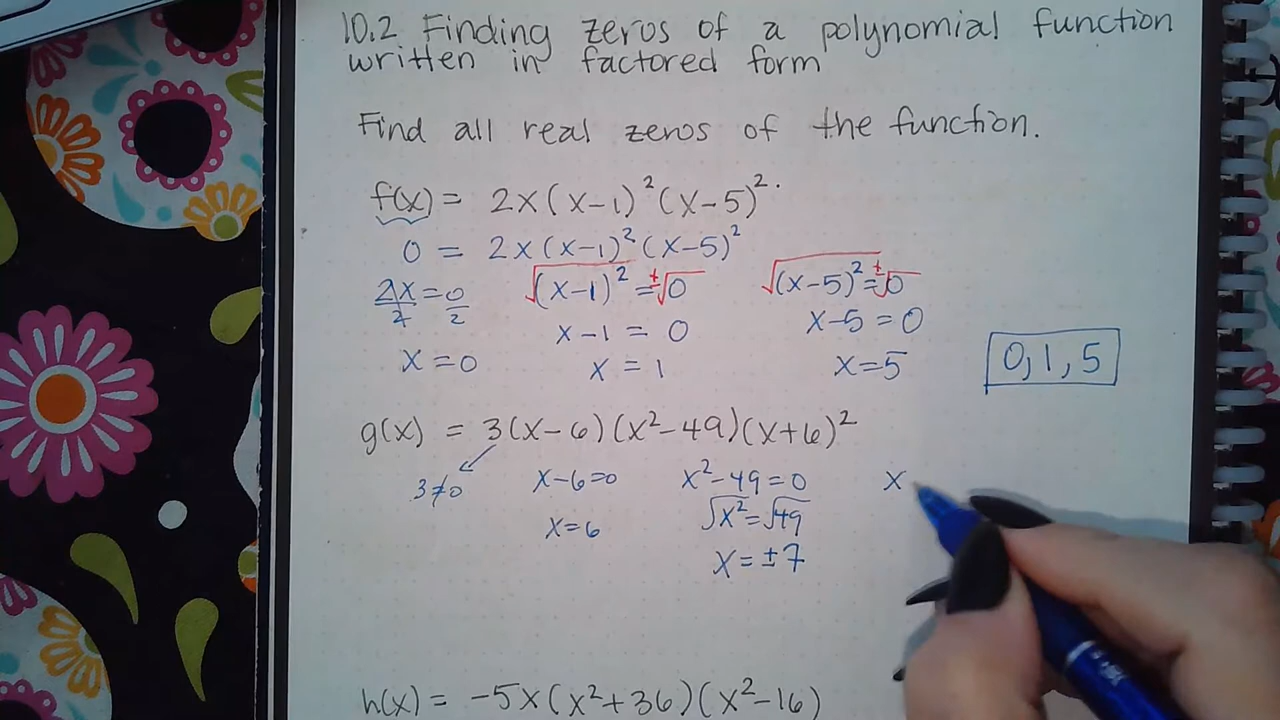 10.2 Finding zeros of a polynomial function
written in factored form
Find all real zeros of the function.
f(x) = 2x(x-1)²(x-5)².
0 = 2x(x-1)²(x-5)²
2x/2 = 0/2 √(x-1)² = ±√0 √(x-5)² = ±√0
x-1 = 0 x-5 = 0
x = 0 x = 1 x = 5 0, 1, 5
g(x) = 3(x-6)(x²-49)(x+6)²
3≠0 x-6=0 x²-49=0 x
x=6 √x² = √49
x = ±7
h(x) = -5x(x²+36)(x²-16)